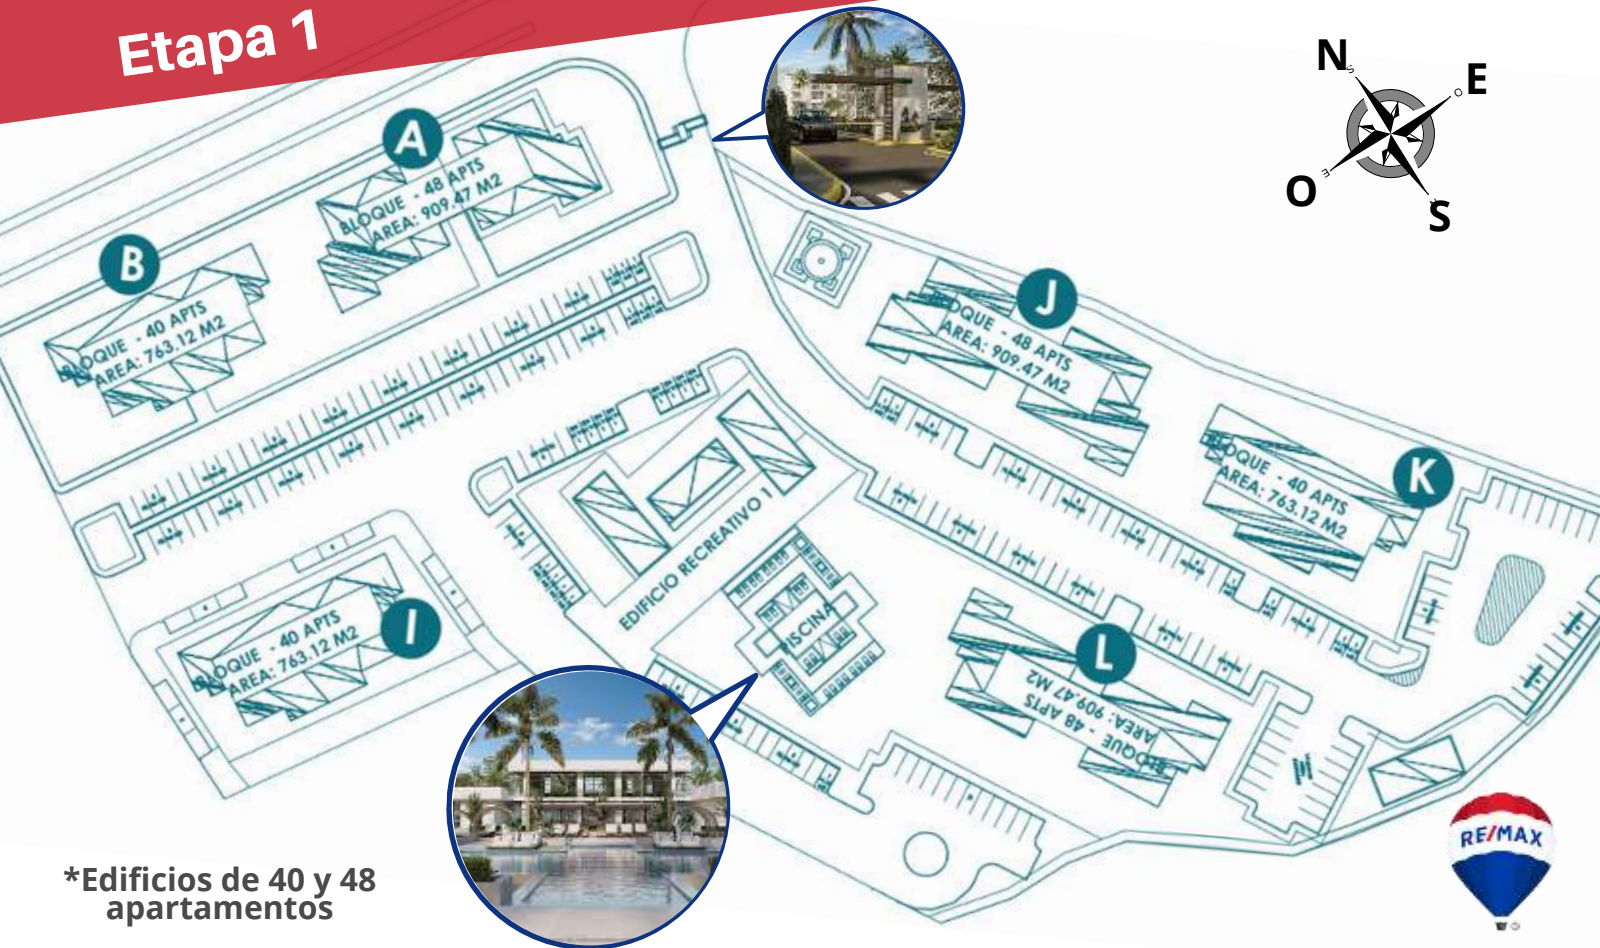 Etapa 1
N
E
O
S
A
BLOQUE - 48 APTS
AREA: 909.47 M2
B
BLOQUE - 40 APTS
AREA: 763.12 M2
J
BLOQUE - 48 APTS
AREA: 909.47 M2
K
BLOQUE - 40 APTS
AREA: 763.12 M2
EDIFICIO RECREATIVO 1
PISCINA
I
BLOQUE - 40 APTS
AREA: 763.12 M2
L
BLOQUE - 48 APTS
AREA: 909.47 M2
*Edificios de 40 y 48
apartamentos
RE/MAX